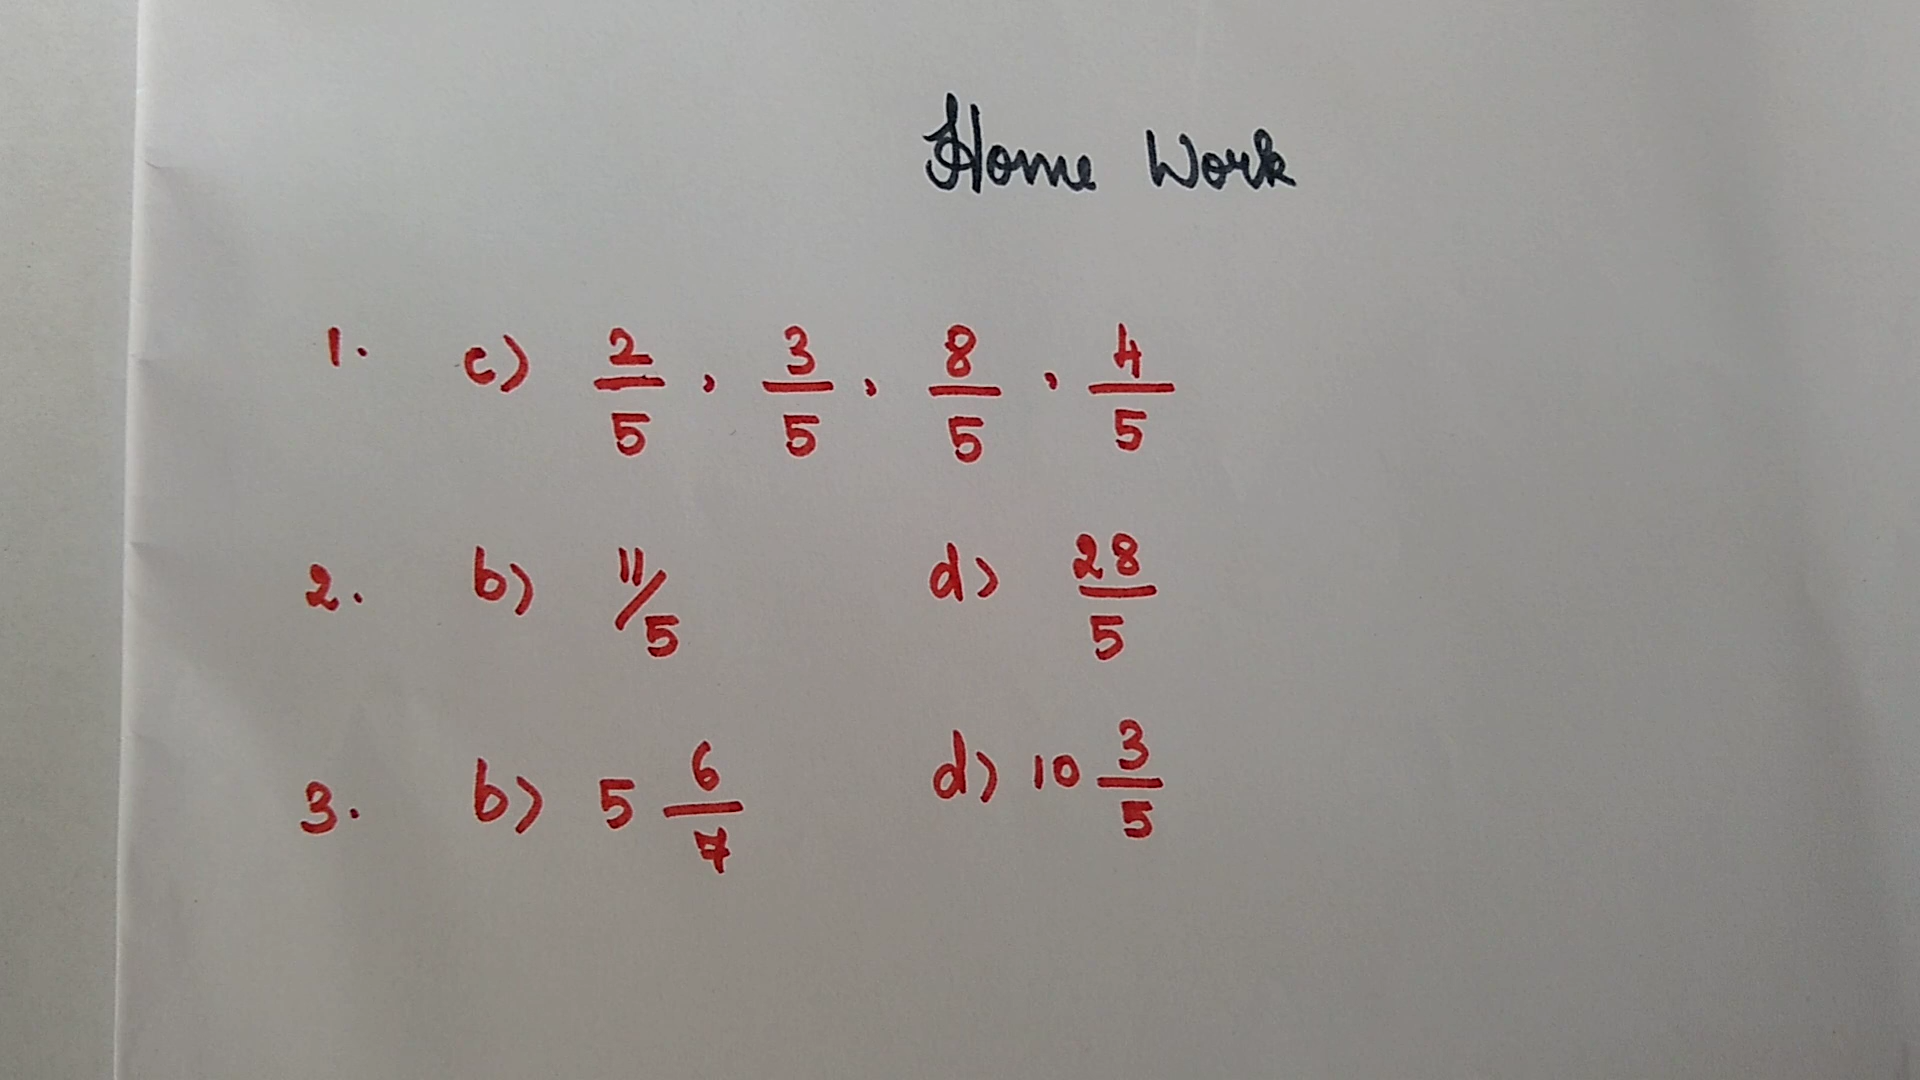 Home Work
1. c) 2/5, 3/5, 8/5, 4/5
2. b) 11/5 d) 28/5
3. b) 5 6/7 d) 10 3/5